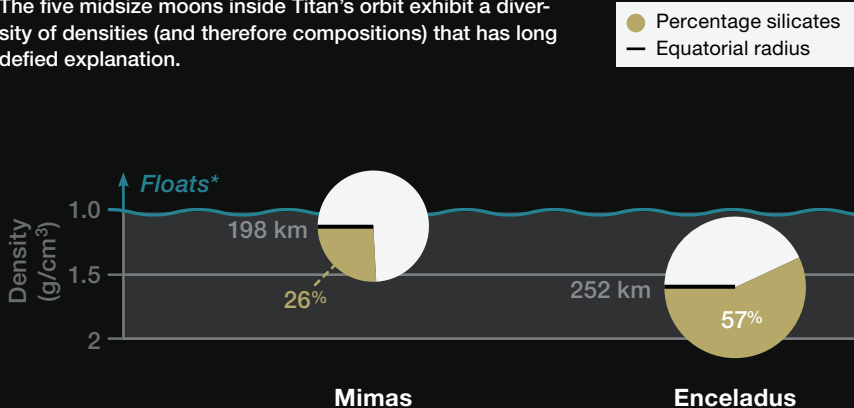 The five midsize moons inside Titan’s orbit exhibit a diver-
sity of densities (and therefore compositions) that has long
defied explanation.
Percentage silicates
Equatorial radius
Floats*
Density
(g/cm³)
1.0
1.5
2
198 km
26%
252 km
57%
Mimas
Enceladus